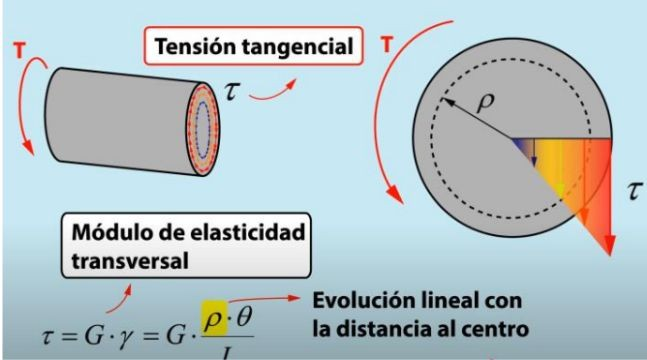 T
Tensión tangencial
τ
T
ρ
τ
Módulo de elasticidad
transversal
τ = G · γ = G · ρ · θ / L
Evolución lineal con
la distancia al centro